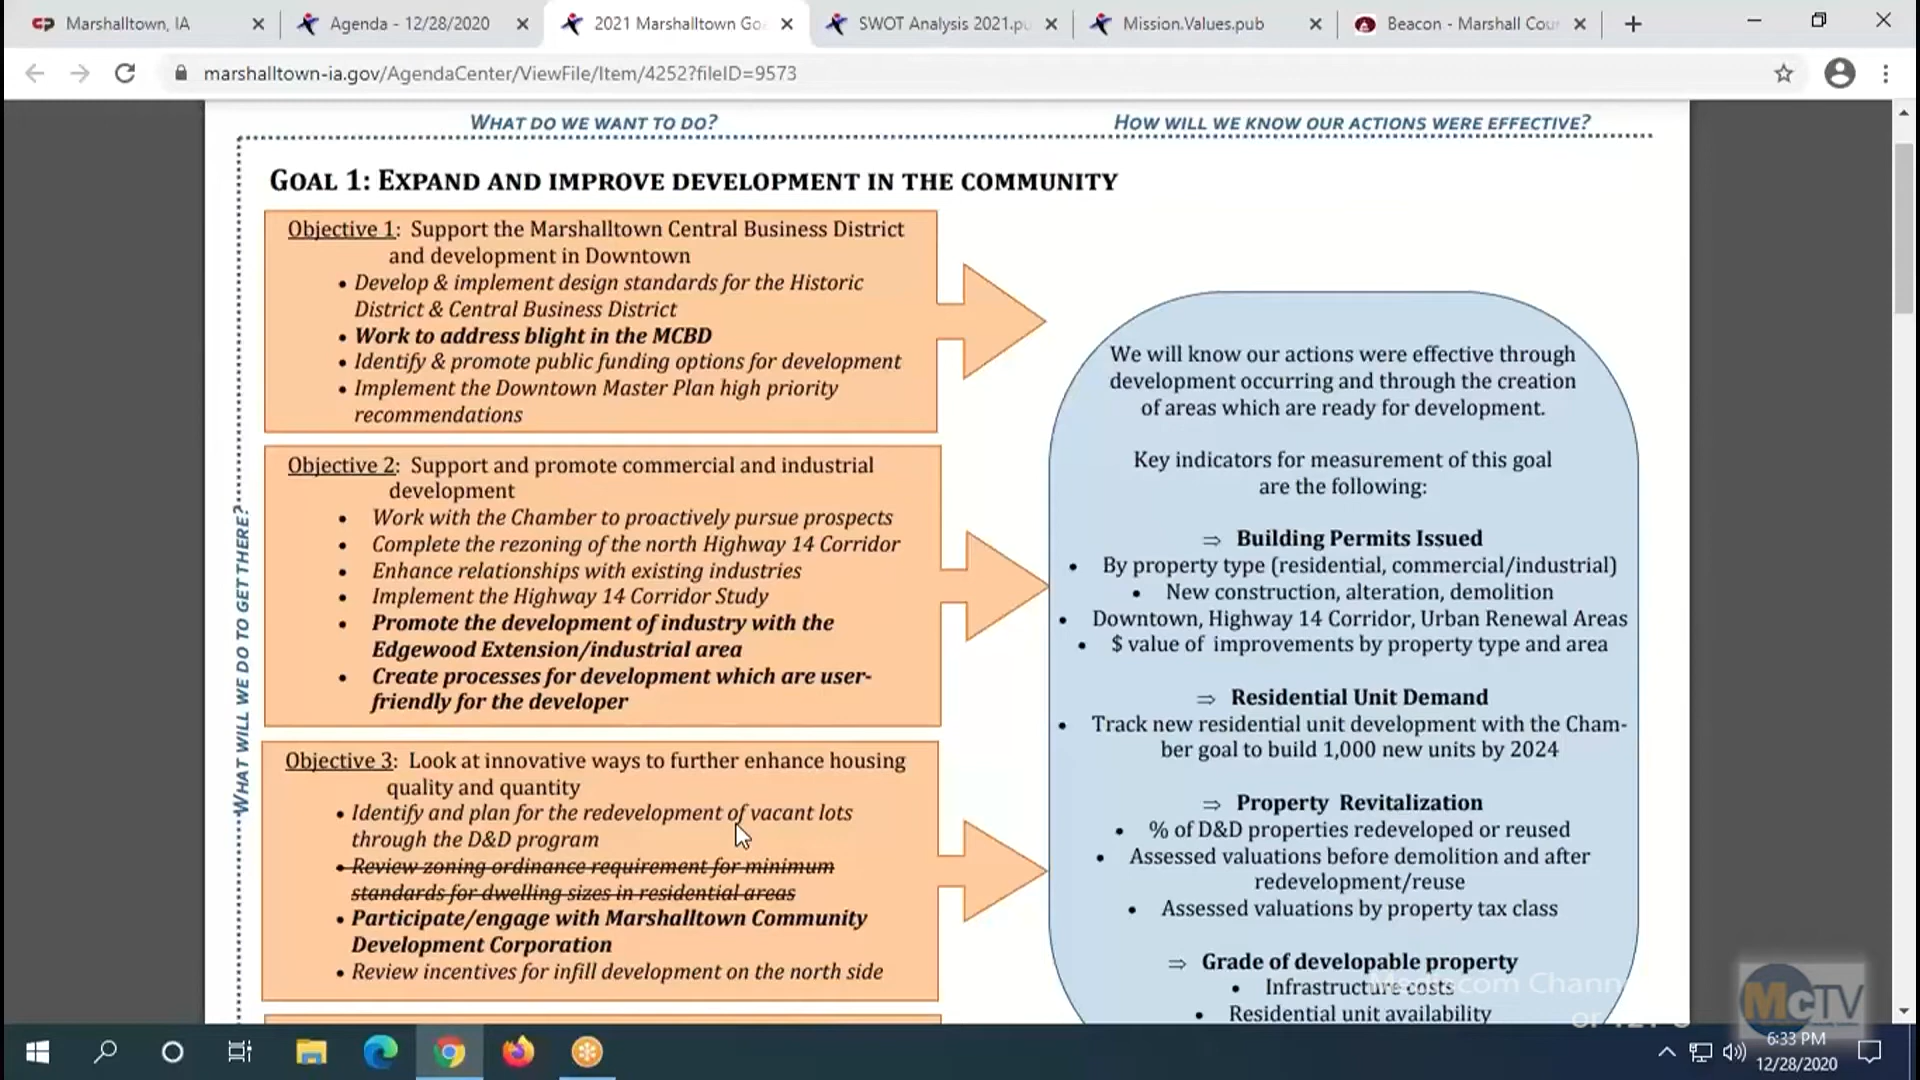 Marshalltown, IA
Agenda - 12/28/2020
2021 Marshalltown Go
SWOT Analysis 2021.pu
Mission.Values.pub
Beacon - Marshall Cour
marshalltown-ia.gov/AgendaCenter/ViewFile/Item/4252?fileID=9573
WHAT DO WE WANT TO DO?
HOW WILL WE KNOW OUR ACTIONS WERE EFFECTIVE?
WHAT WILL WE DO TO GET THERE?
GOAL 1: EXPAND AND IMPROVE DEVELOPMENT IN THE COMMUNITY
Objective 1: Support the Marshalltown Central Business District
and development in Downtown
• Develop & implement design standards for the Historic
District & Central Business District
• Work to address blight in the MCBD
• Identify & promote public funding options for development
• Implement the Downtown Master Plan high priority
recommendations
Objective 2: Support and promote commercial and industrial
development
• Work with the Chamber to proactively pursue prospects
• Complete the rezoning of the north Highway 14 Corridor
• Enhance relationships with existing industries
• Implement the Highway 14 Corridor Study
• Promote the development of industry with the
Edgewood Extension/industrial area
• Create processes for development which are user-
friendly for the developer
Objective 3: Look at innovative ways to further enhance housing
quality and quantity
• Identify and plan for the redevelopment of vacant lots
through the D&D program
• Review zoning ordinance requirement for minimum
standards for dwelling sizes in residential areas
• Participate/engage with Marshalltown Community
Development Corporation
• Review incentives for infill development on the north side
We will know our actions were effective through
development occurring and through the creation
of areas which are ready for development.
Key indicators for measurement of this goal
are the following:
⇒ Building Permits Issued
• By property type (residential, commercial/industrial)
• New construction, alteration, demolition
• Downtown, Highway 14 Corridor, Urban Renewal Areas
• $ value of improvements by property type and area
⇒ Residential Unit Demand
• Track new residential unit development with the Cham-
ber goal to build 1,000 new units by 2024
⇒ Property Revitalization
• % of D&D properties redeveloped or reused
• Assessed valuations before demolition and after
redevelopment/reuse
• Assessed valuations by property tax class
⇒ Grade of developable property
• Infrastructure costs
• Residential unit availability
Mediacom Chann
McTV
6:33 PM
12/28/2020